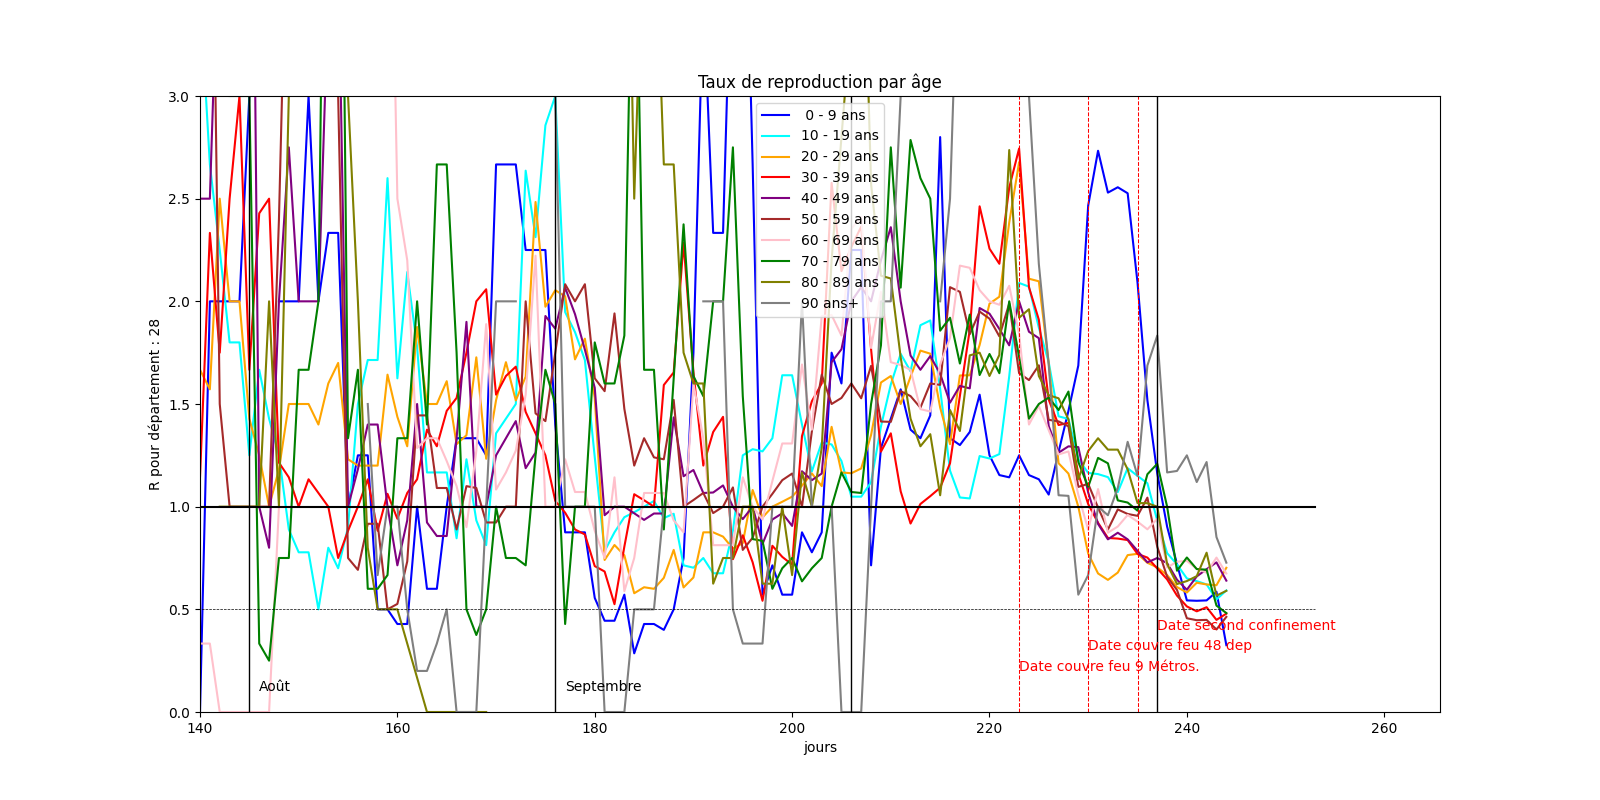 Taux de reproduction par âge
3.0
2.5
2.0
1.5
1.0
0.5
0.0
R pour département : 28
0 - 9 ans
10 - 19 ans
20 - 29 ans
30 - 39 ans
40 - 49 ans
50 - 59 ans
60 - 69 ans
70 - 79 ans
80 - 89 ans
90 ans+
Date second confinement
Date couvre feu 48 dep
Date couvre feu 9 Métros.
Août
Septembre
140
160
180
200
220
240
260
jours